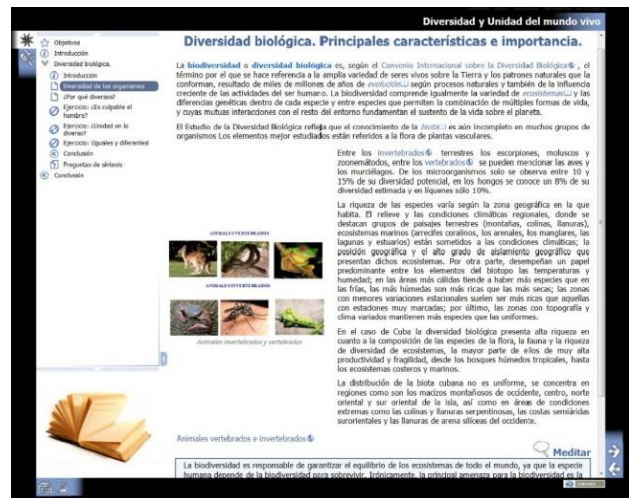 Diversidad y Unidad del mundo vivo
Objetivos
Introducción
Diversidad biológica.
Introducción
Diversidad de los organismos
¿Por qué diversos?
Ejercicio: ¿Es culpable el
hombre?
Ejercicio: ¿Unidad en lo
diverso?
Ejercicio: ¿Iguales y diferentes?
Conclusión
Preguntas de síntesis
Conclusión
Diversidad biológica. Principales características e importancia.
La biodiversidad o diversidad biológica es, según el Convenio Internacional sobre la Diversidad Biológica, el
término por el que se hace referencia a la amplia variedad de seres vivos sobre la Tierra y los patrones naturales que la
conforman, resultado de miles de millones de años de evolución según procesos naturales y también de la influencia
creciente de las actividades del ser humano. La biodiversidad comprende igualmente la variedad de ecosistemas y las
diferencias genéticas dentro de cada especie y entre especies que permiten la combinación de múltiples formas de vida,
y cuyas mutuas interacciones con el resto del entorno fundamentan el sustento de la vida sobre el planeta.
El Estudio de la Diversidad Biológica refleja que el conocimiento de la biota es aún incompleto en muchos grupos de
organismos Los elementos mejor estudiados están referidos a la flora de plantas vasculares.
Entre los invertebrados terrestres los escorpiones, moluscos y
zoonemátodos, entre los vertebrados se pueden mencionar las aves y
los murciélagos. De los microorganismos solo se observa entre 10 y
15% de su diversidad potencial, en los hongos se conoce un 8% de su
diversidad estimada y en líquenes sólo 10%.
La riqueza de las especies varía según la zona geográfica en la que
habita. El relieve y las condiciones climáticas regionales, donde se
destacan grupos de paisajes terrestres (montañas, colinas, llanuras),
ecosistemas marinos (arrecifes coralinos, los arenales, los manglares, las
lagunas y estuarios) están sometidos a las condiciones climáticas; la
posición geográfica y el alto grado de aislamiento geográfico que
presentan dichos ecosistemas. Por otra parte, desempeñan un papel
predominante entre los elementos del biotopo las temperaturas y
humedad; en las áreas más cálidas tiende a haber más especies que en
las frías, las más húmedas son más ricas que las más secas; las zonas
con menores variaciones estacionales suelen ser más ricas que aquellas
con estaciones muy marcadas; por último, las zonas con topografía y
clima variados mantienen más especies que las uniformes.
En el caso de Cuba la diversidad biológica presenta alta riqueza en
cuanto a la composición de las especies de la flora, la fauna y la riqueza
de diversidad de ecosistemas, la mayor parte de ellos de muy alta
productividad y fragilidad, desde los bosques húmedos tropicales, hasta
los ecosistemas costeros y marinos.
La distribución de la biota cubana no es uniforme, se concentra en
regiones como son los macizos montañosos de occidente, centro, norte
oriental y sur oriental de la isla, así como en áreas de condiciones
extremas como las colinas y llanuras serpentinosas, las costas semiáridas
surorientales y las llanuras de arena silíceas del occidente.
ANIMALES VERTEBRADOS
ANIMALES INVERTEBRADOS
Animales invertebrados y vertebrados
Animales vertebrados e invertebrados
Meditar
La biodiversidad es responsable de garantizar el equilibrio de los ecosistemas de todo el mundo, ya que la especie
humana depende de la biodiversidad para sobrevivir. Irónicamente, la principal amenaza para la biodiversidad es la